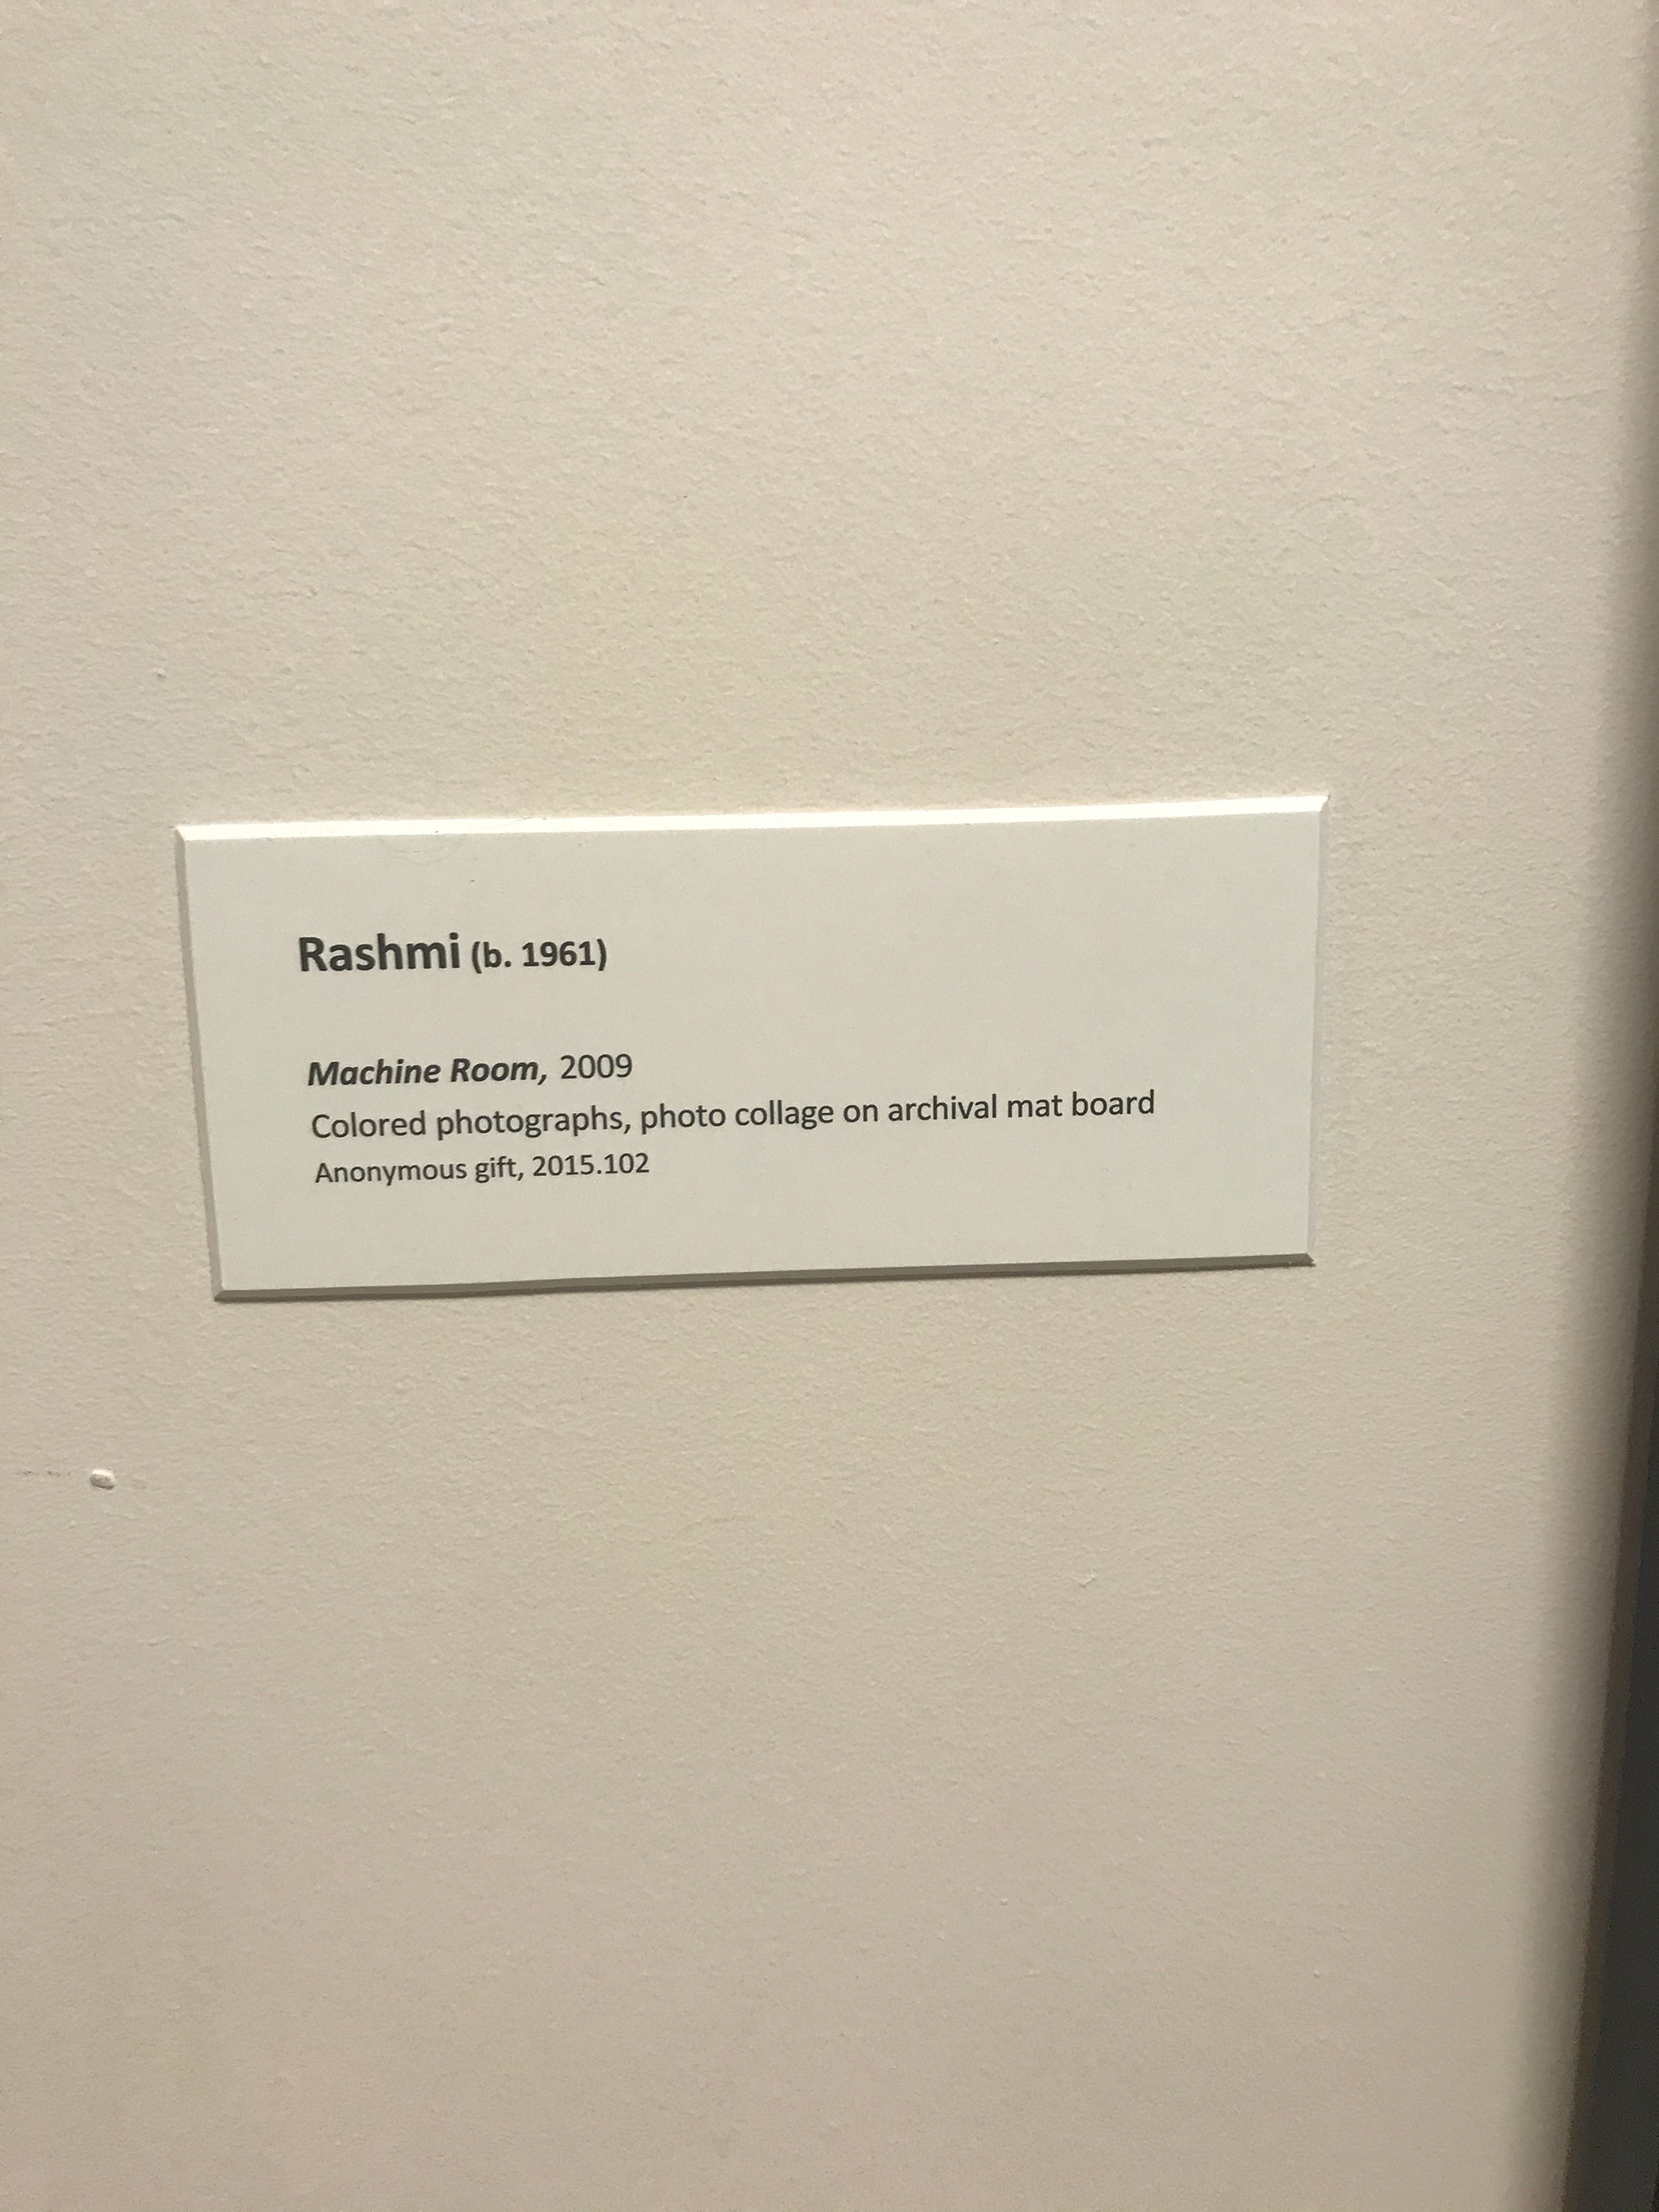 Rashmi (b. 1961)
Machine Room, 2009
Colored photographs, photo collage on archival mat board
Anonymous gift, 2015.102